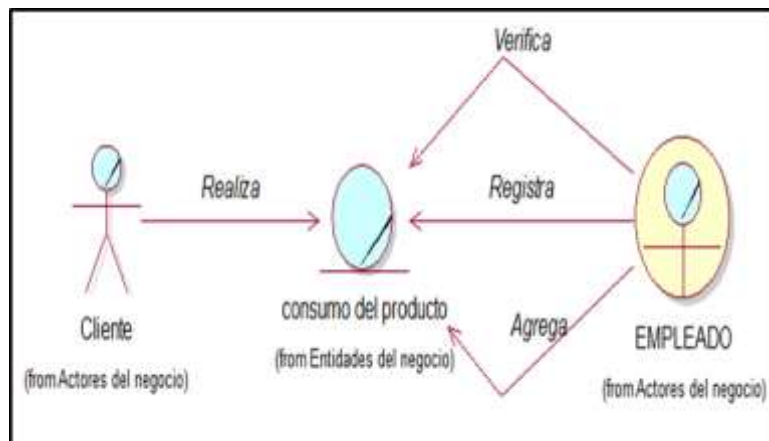 Verifica
Realiza
Registra
Cliente
(from Actores del negocio)
consumo del producto
(from Entidades del negocio)
Agrega
EMPLEADO
(from Actores del negocio)